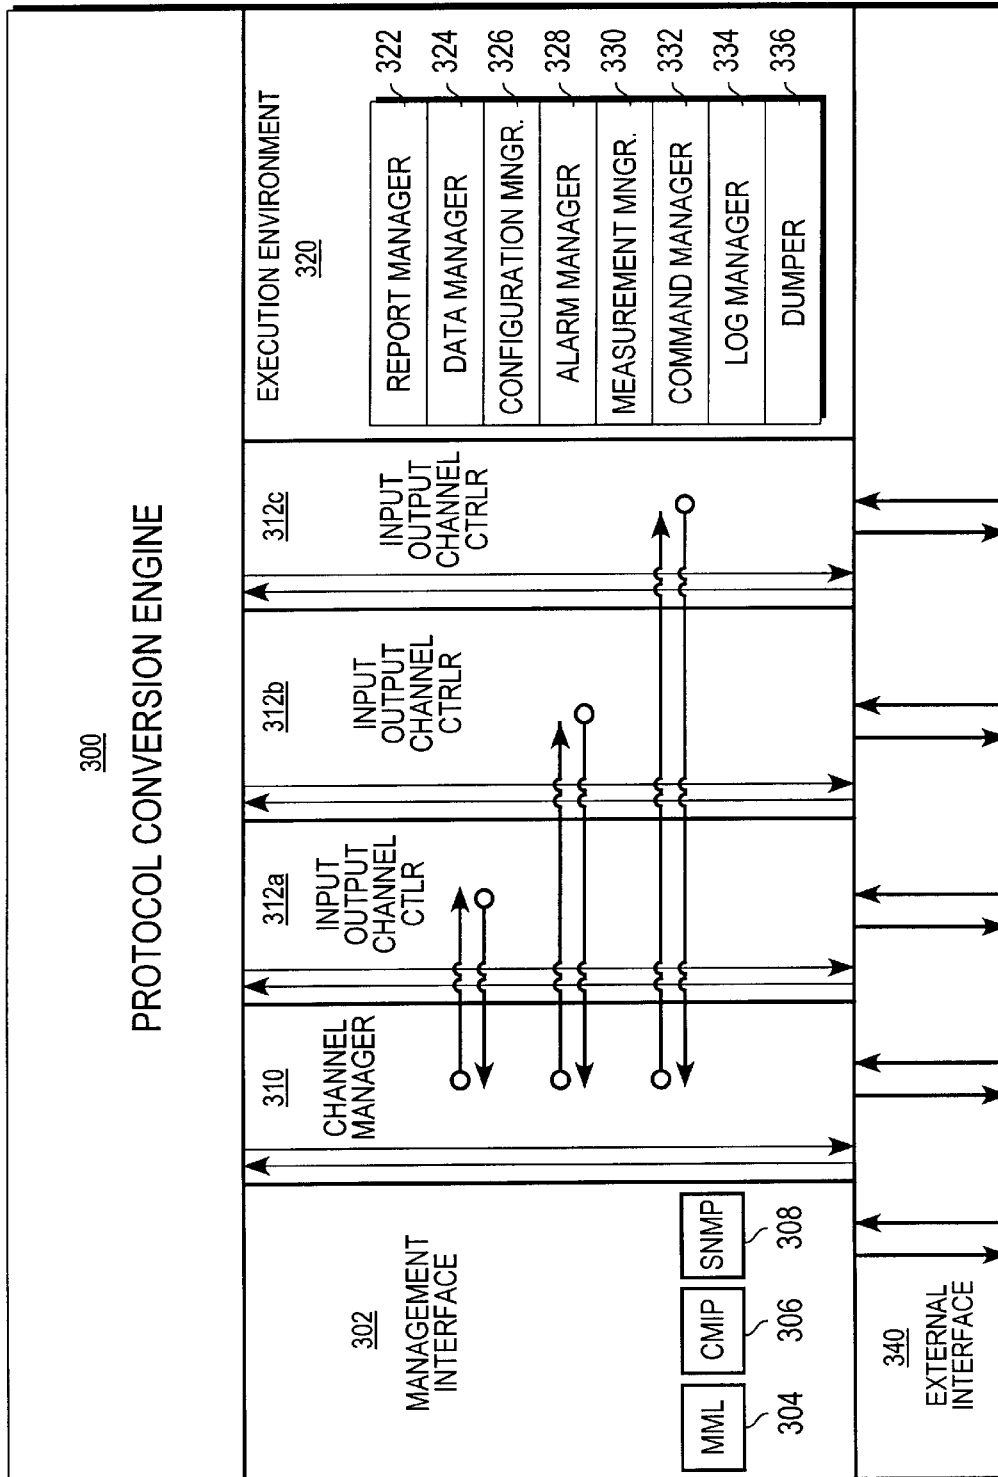 300
PROTOCOL CONVERSION ENGINE
302
MANAGEMENT
INTERFACE
MML
304
CMIP
306
SNMP
308
310
CHANNEL
MANAGER
312a
INPUT
OUTPUT
CHANNEL
CTLR
312b
INPUT
OUTPUT
CHANNEL
CTRLR
312c
INPUT
OUTPUT
CHANNEL
CTRLR
EXECUTION ENVIRONMENT
320
REPORT MANAGER 322
DATA MANAGER 324
CONFIGURATION MNGR. 326
ALARM MANAGER 328
MEASUREMENT MNGR. 330
COMMAND MANAGER 332
LOG MANAGER 334
DUMPER 336
340
EXTERNAL
INTERFACE